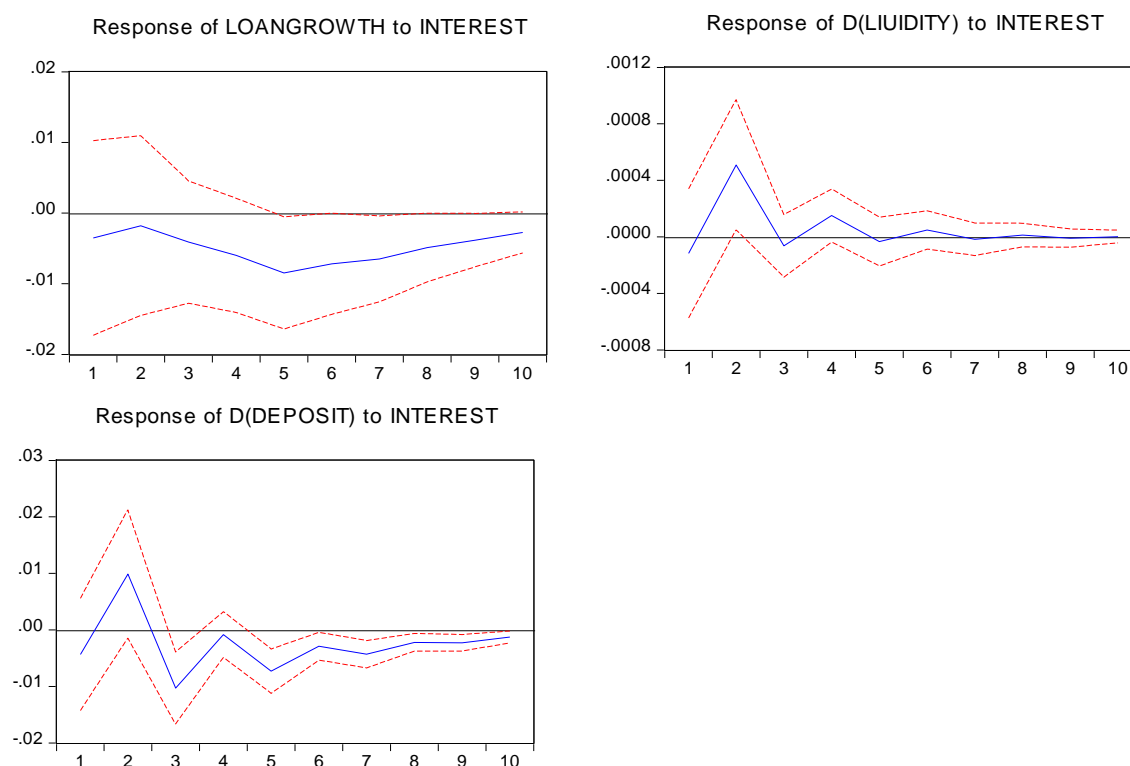 Response of LOANGROWTH to INTEREST
.02
.01
.00
-.01
-.02
1 2 3 4 5 6 7 8 9 10
Response of D(LIUIDITY) to INTEREST
.0012
.0008
.0004
.0000
-.0004
-.0008
1 2 3 4 5 6 7 8 9 10
Response of D(DEPOSIT) to INTEREST
.03
.02
.01
.00
-.01
-.02
1 2 3 4 5 6 7 8 9 10